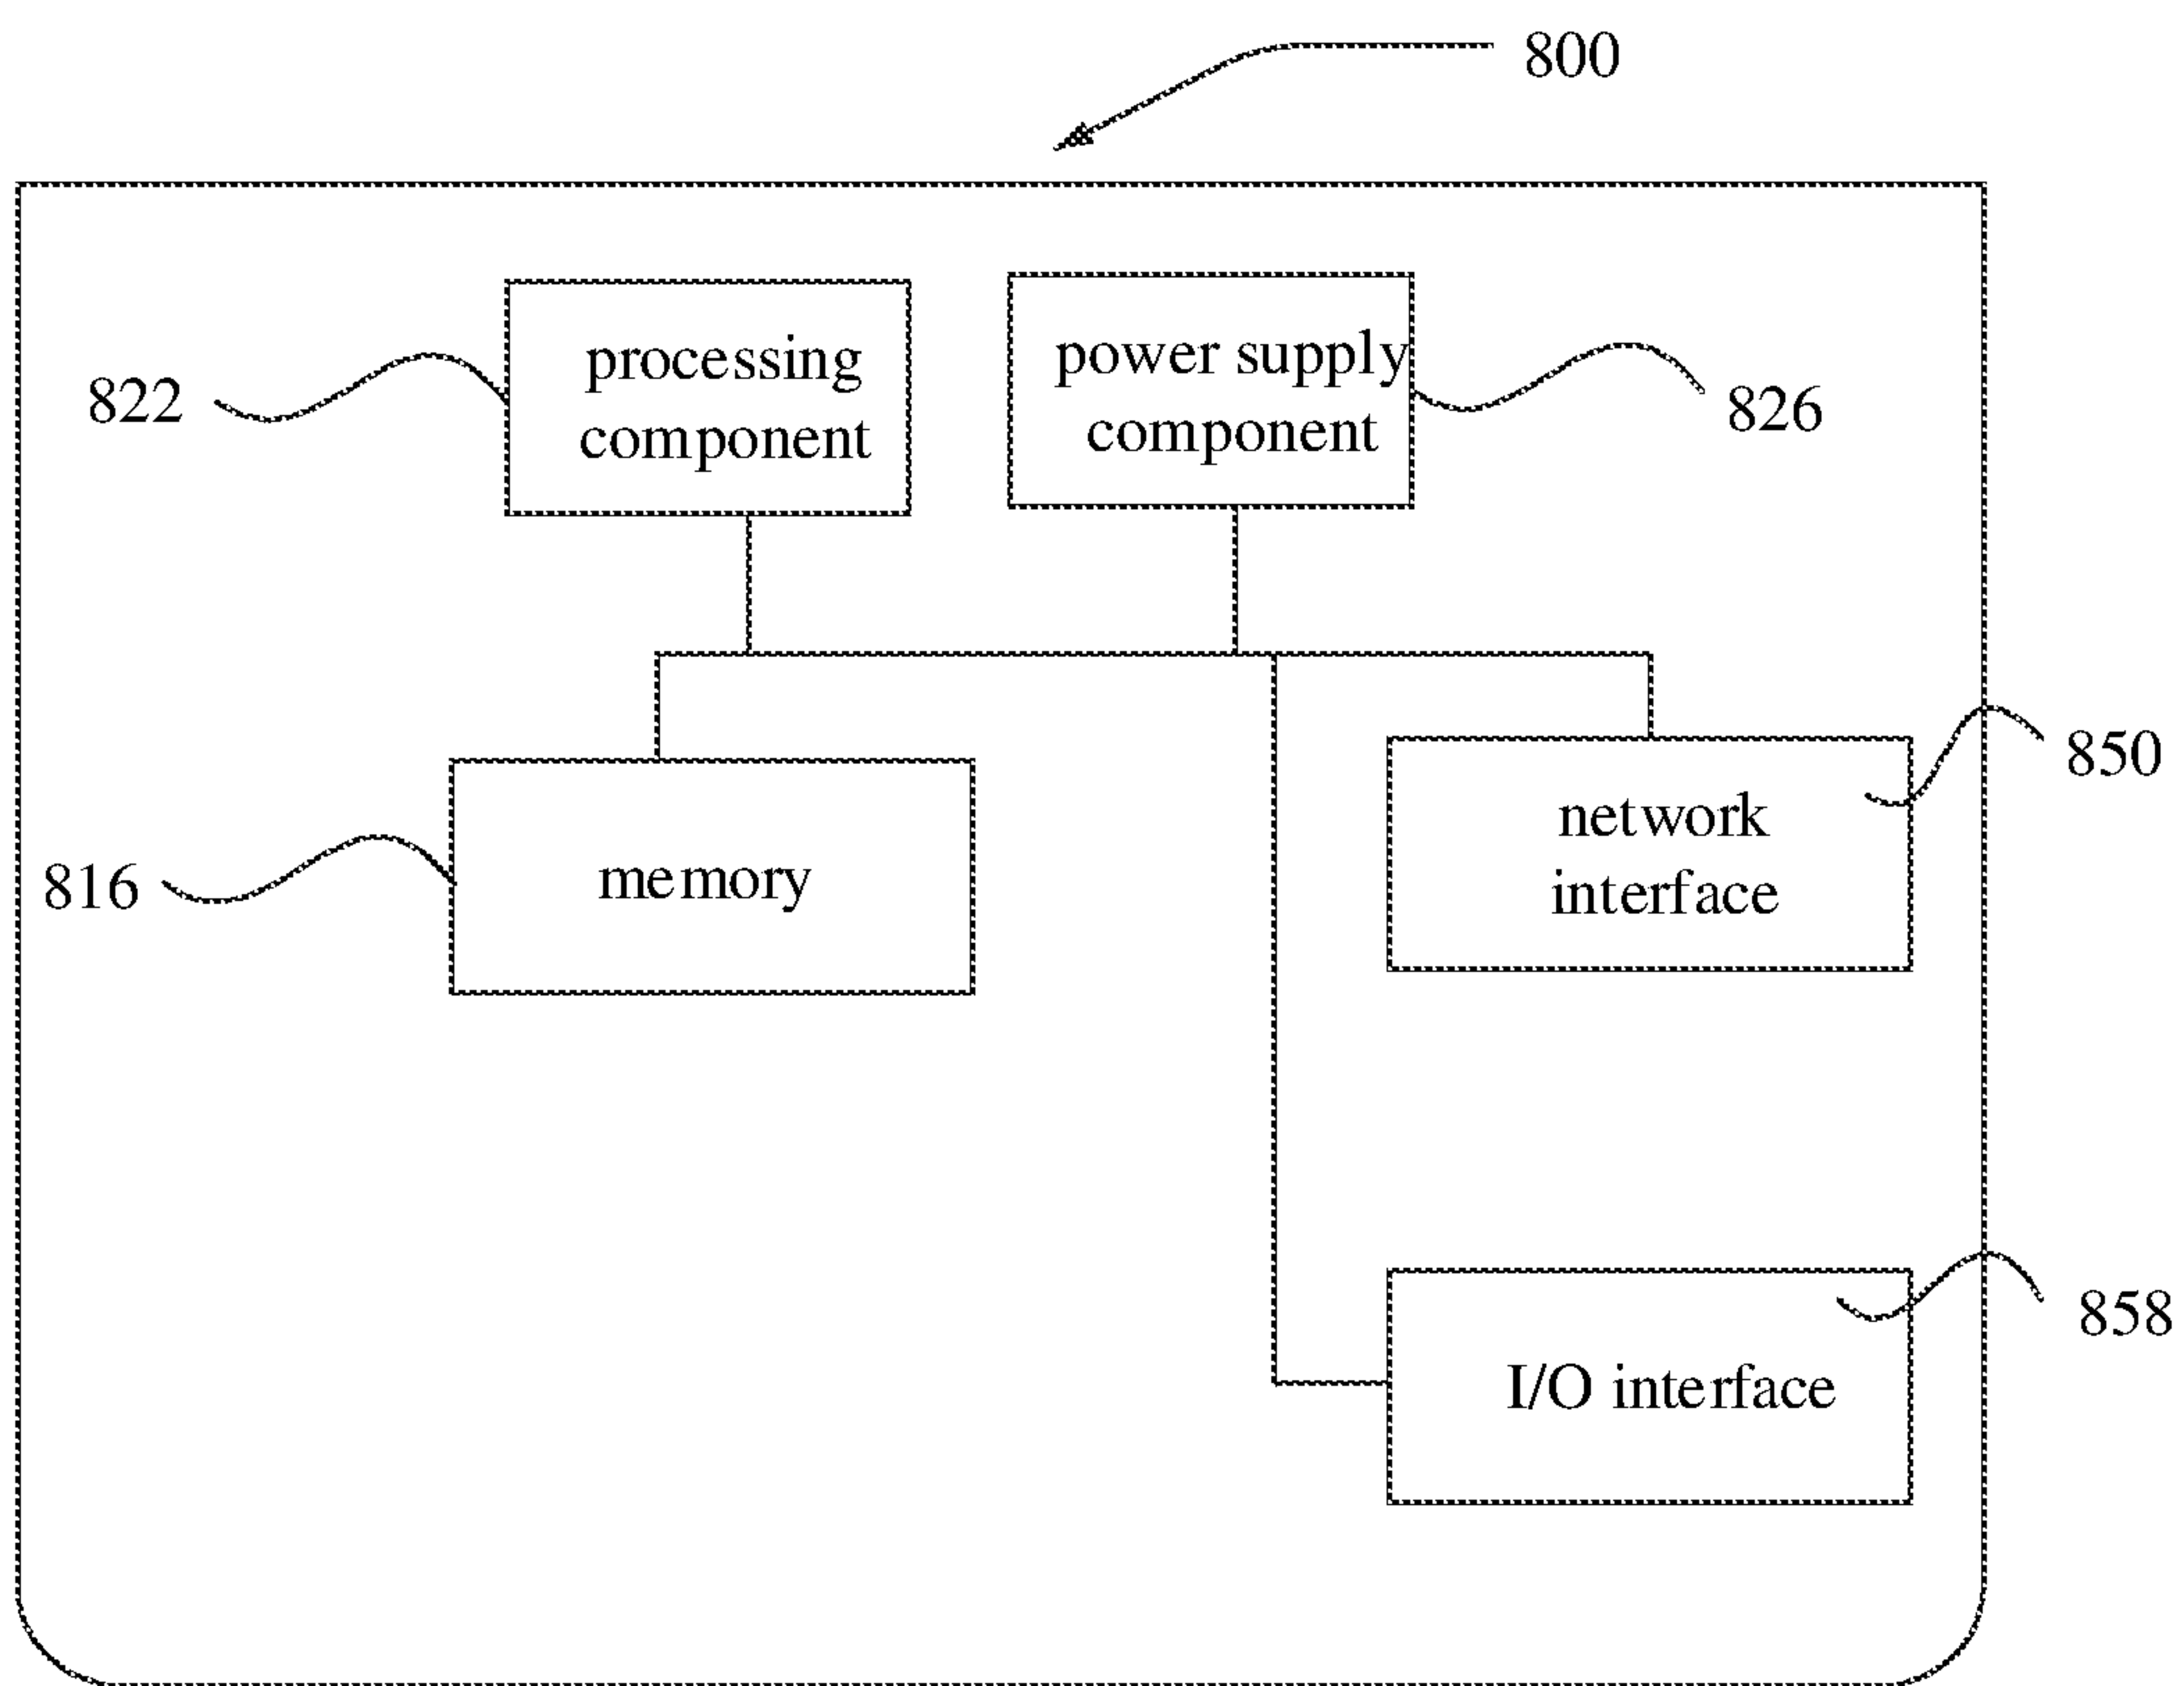 800
processing
component
power supply
component
822
826
850
network
interface
816
memory
858
I/O interface